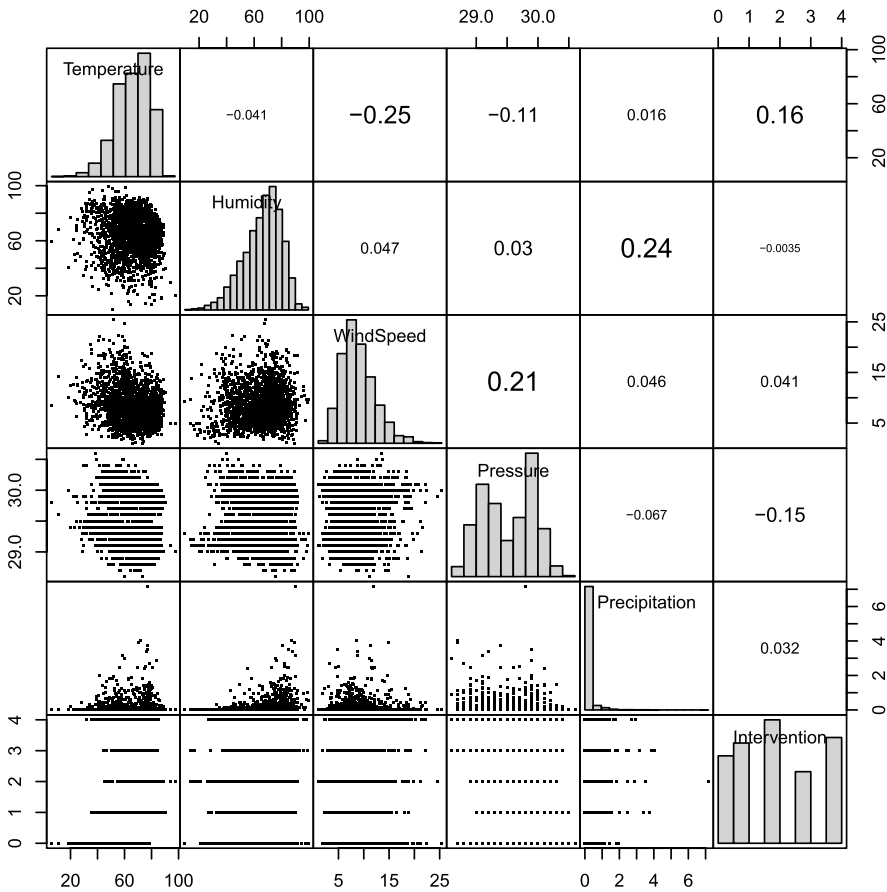 20 60 100
29.0 30.0
0 1 2 3 4
Temperature
−0.041
−0.25
−0.11
0.016
0.16
20 60 100
20 60 100
Humidity
0.047
0.03
0.24
−0.0035
WindSpeed
0.21
0.046
0.041
5 15 25
29.0 30.0
Pressure
−0.067
−0.15
Precipitation
0.032
0 2 4 6
0 1 2 3 4
Intervention
20 60 100
5 15 25
0 1 2 3 4 6